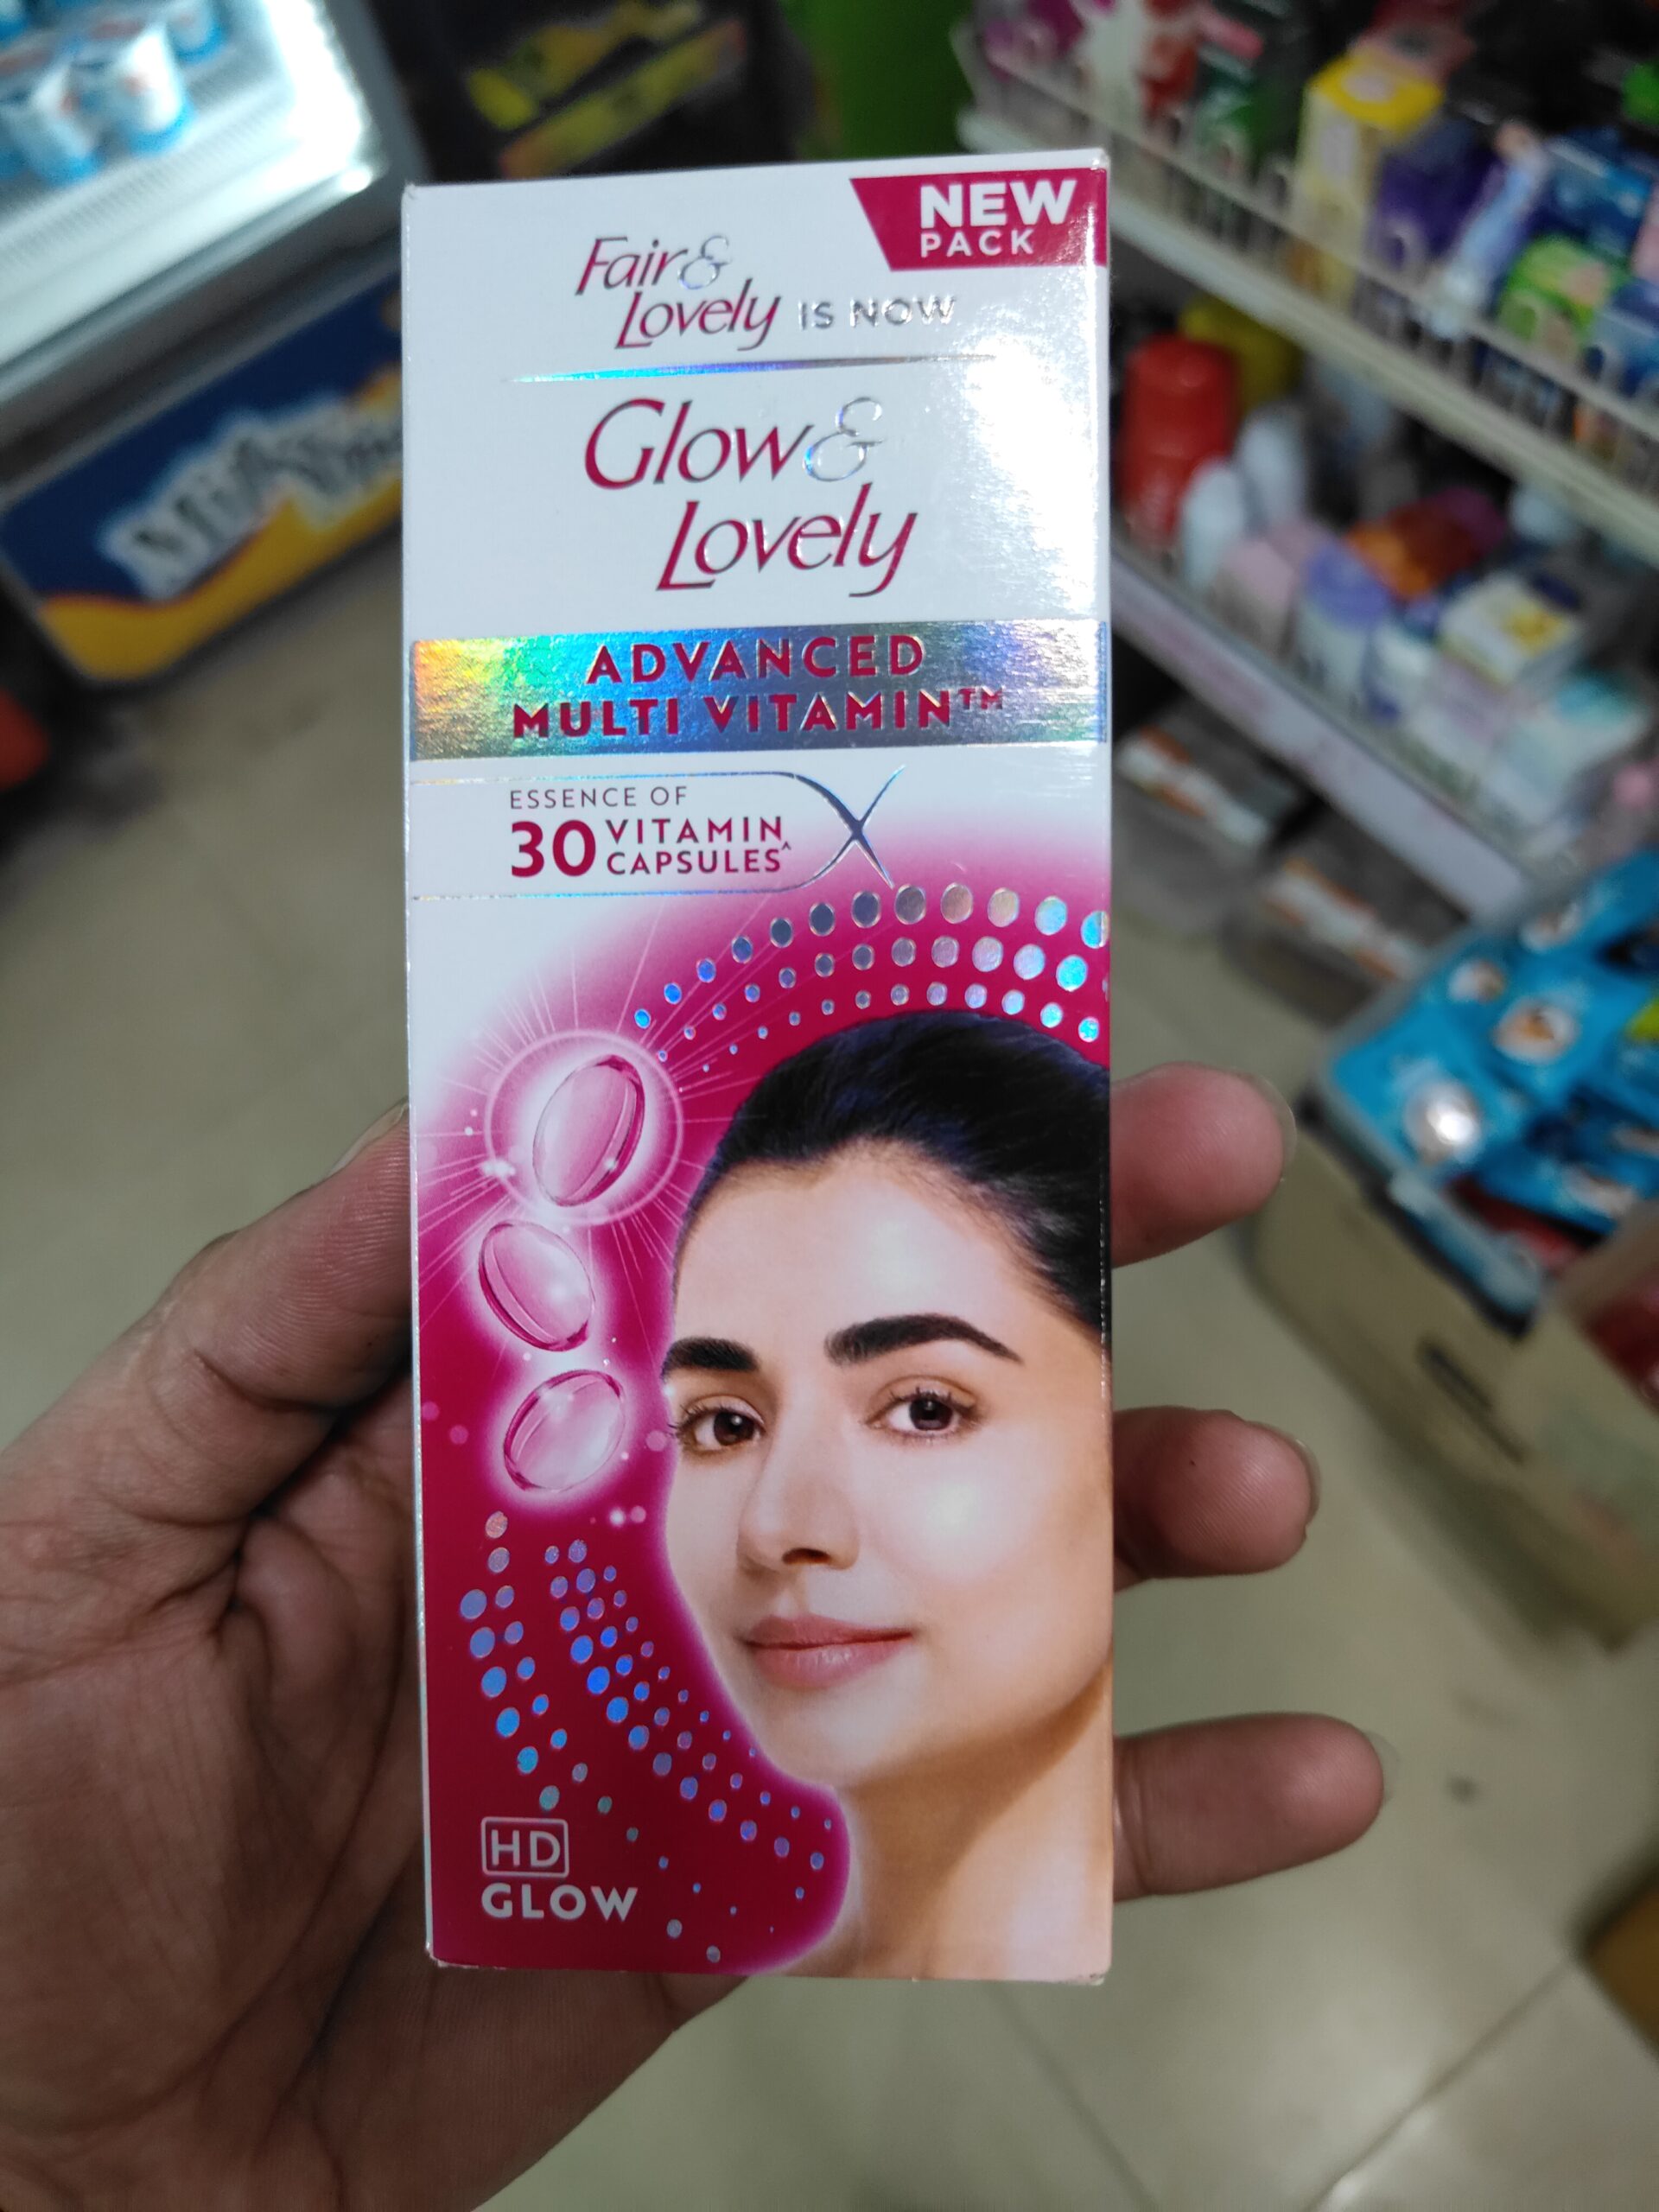 NEW
PACK
Fair &
Lovely IS NOW
Glow &
Lovely
ADVANCED
MULTI VITAMIN™
ESSENCE OF
30 VITAMIN
CAPSULES^
HD
GLOW